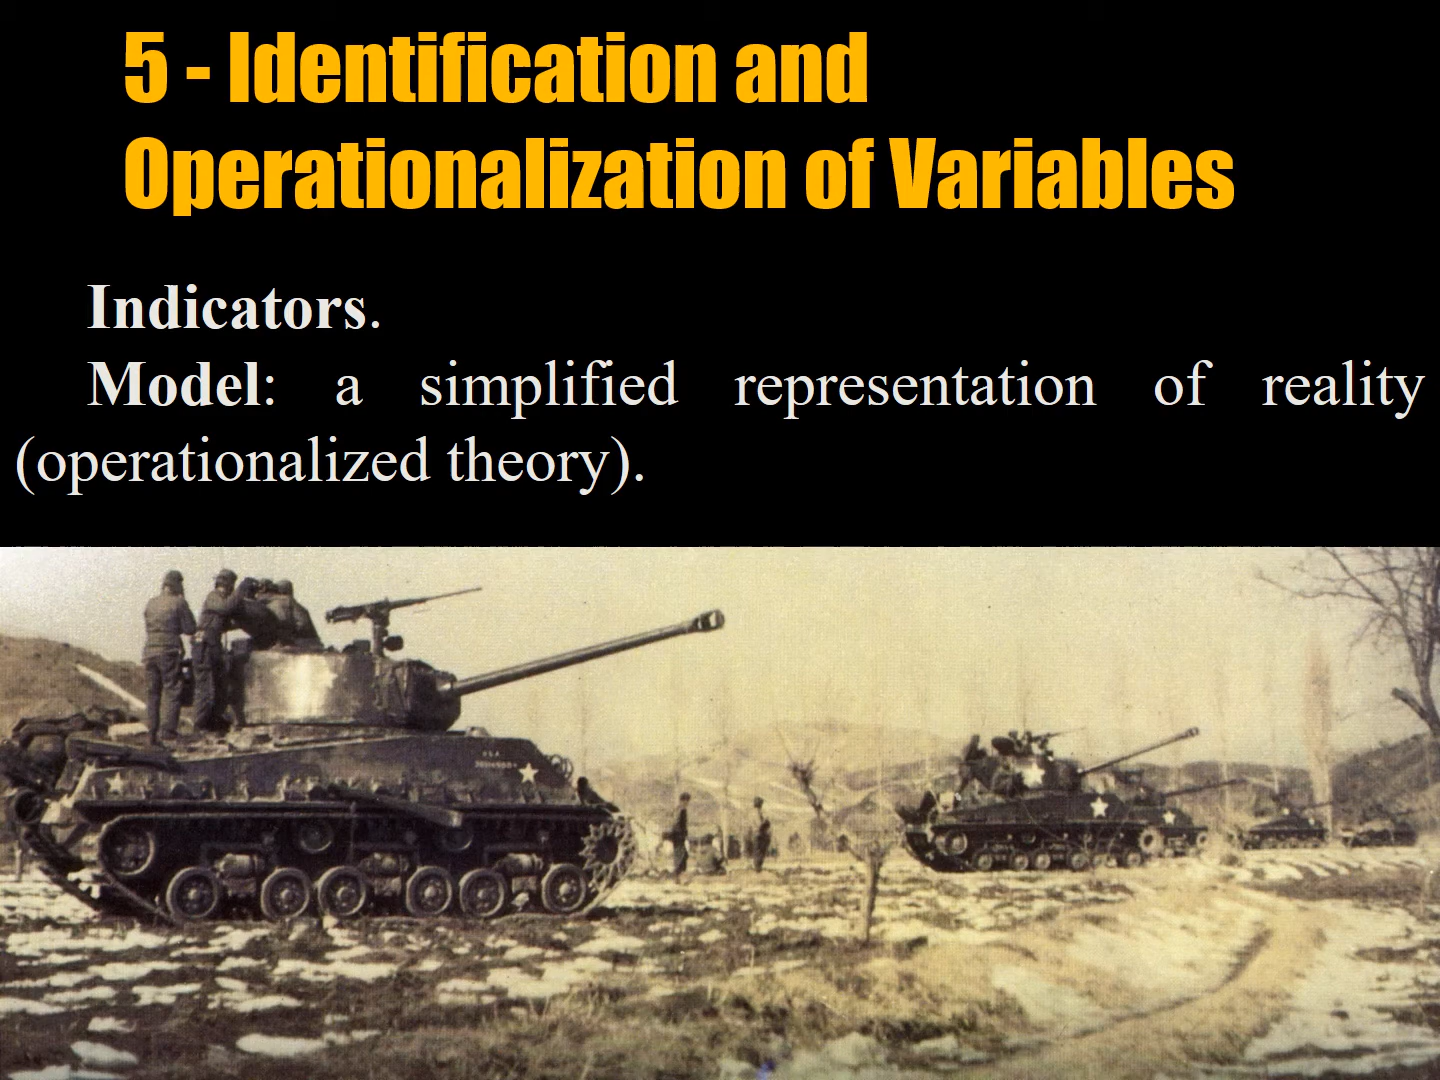 5 - Identification and
Operationalization of Variables
Indicators.
Model: a simplified representation of reality
(operationalized theory).